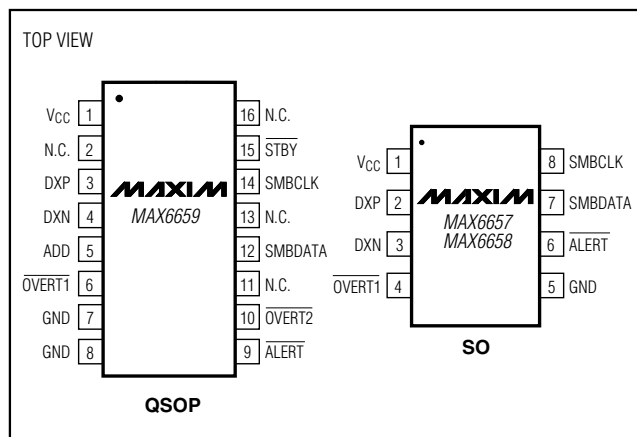 TOP VIEW
VCC 1
N.C. 2
DXP 3
DXN 4
ADD 5
OVERT1 6
GND 7
GND 8
16 N.C.
15 STBY
14 SMBCLK
13 N.C.
12 SMBDATA
11 N.C.
10 OVERT2
9 ALERT
MAXIM
MAX6659
QSOP
VCC 1
DXP 2
DXN 3
OVERT1 4
8 SMBCLK
7 SMBDATA
6 ALERT
5 GND
MAXIM
MAX6657
MAX6658
SO